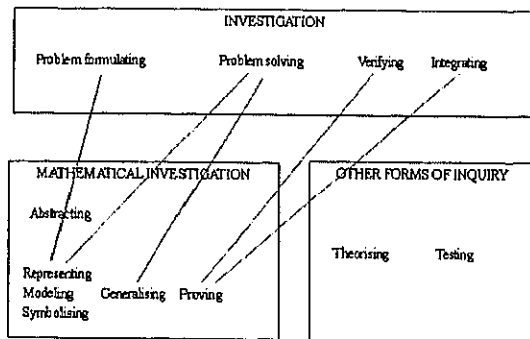 INVESTIGATION
Problem formulating Problem solving Verifying Integrating
MATHEMATICAL INVESTIGATION
Abstracting
Representing
Modeling Generalising Proving
Symbolising
OTHER FORMS OF INQUIRY
Theorising Testing